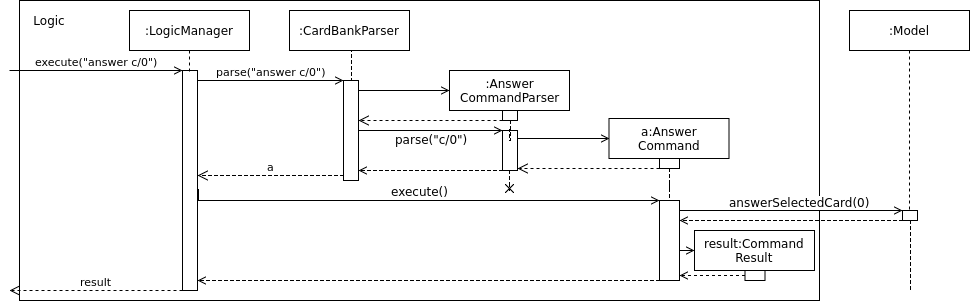 Logic
:LogicManager
:CardBankParser
:Model
execute("answer c/0")
parse("answer c/0")
:Answer
CommandParser
parse("c/0")
a:Answer
Command
a
execute()
answerSelectedCard(0)
result:Command
Result
result